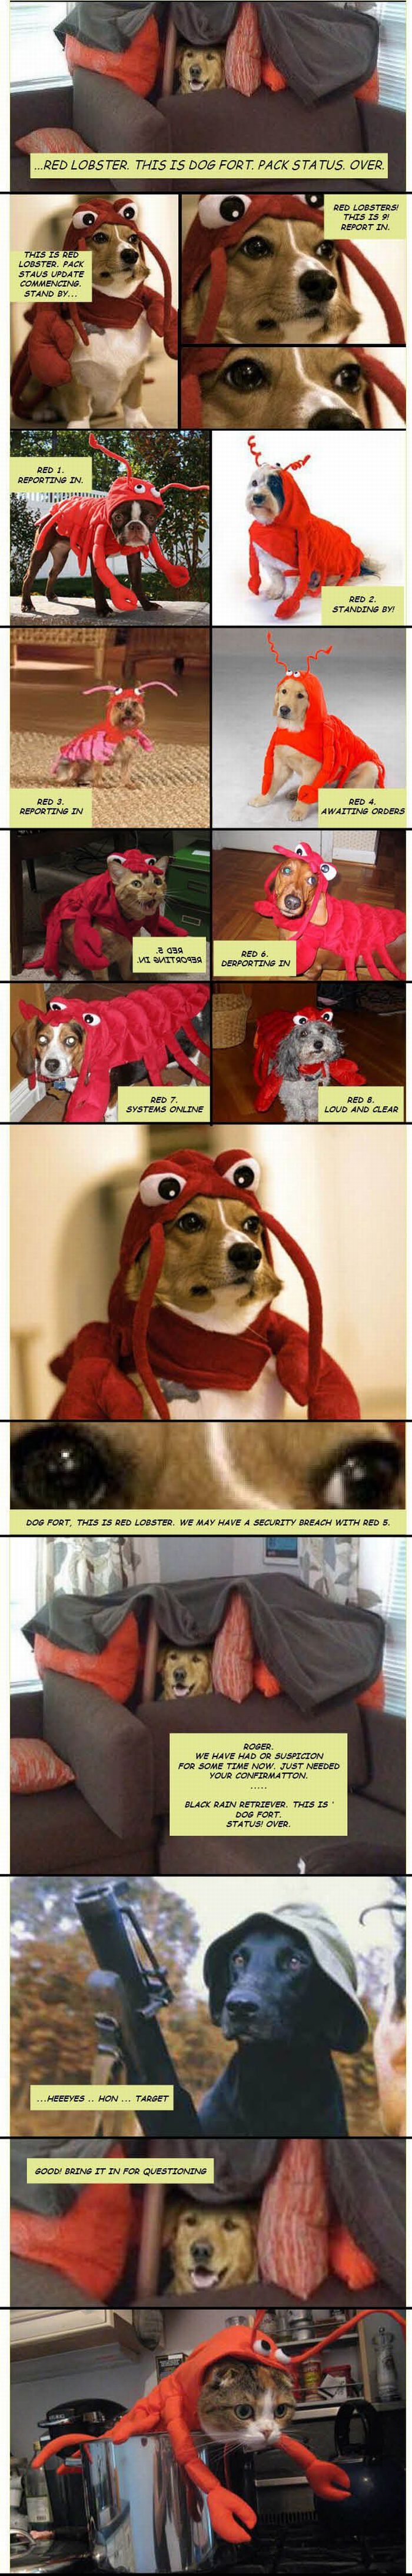 ...RED LOBSTER. THIS IS DOG FORT. PACK STATUS. OVER.
THIS IS RED
LOBSTER. PACK
STAUS UPDATE
COMMENCING.
STAND BY...
RED LOBSTERS!
THIS IS 9!
REPORT IN.
RED 1.
REPORTING IN.
RED 2.
STANDING BY!
RED 3.
REPORTING IN
RED 4.
AWAITING ORDERS
RED 5.
REPORTING IN.
RED 6.
DERPORTING IN
RED 7.
SYSTEMS ONLINE
RED 8.
LOUD AND CLEAR
DOG FORT, THIS IS RED LOBSTER. WE MAY HAVE A SECURITY BREACH WITH RED 5.
ROGER.
WE HAVE HAD OR SUSPICION
FOR SOME TIME NOW. JUST NEEDED
YOUR CONFIRMATTON.
.....
BLACK RAIN RETRIEVER. THIS IS '
DOG FORT.
STATUS! OVER.
...HEEEYES .. HON ... TARGET
GOOD! BRING IT IN FOR QUESTIONING